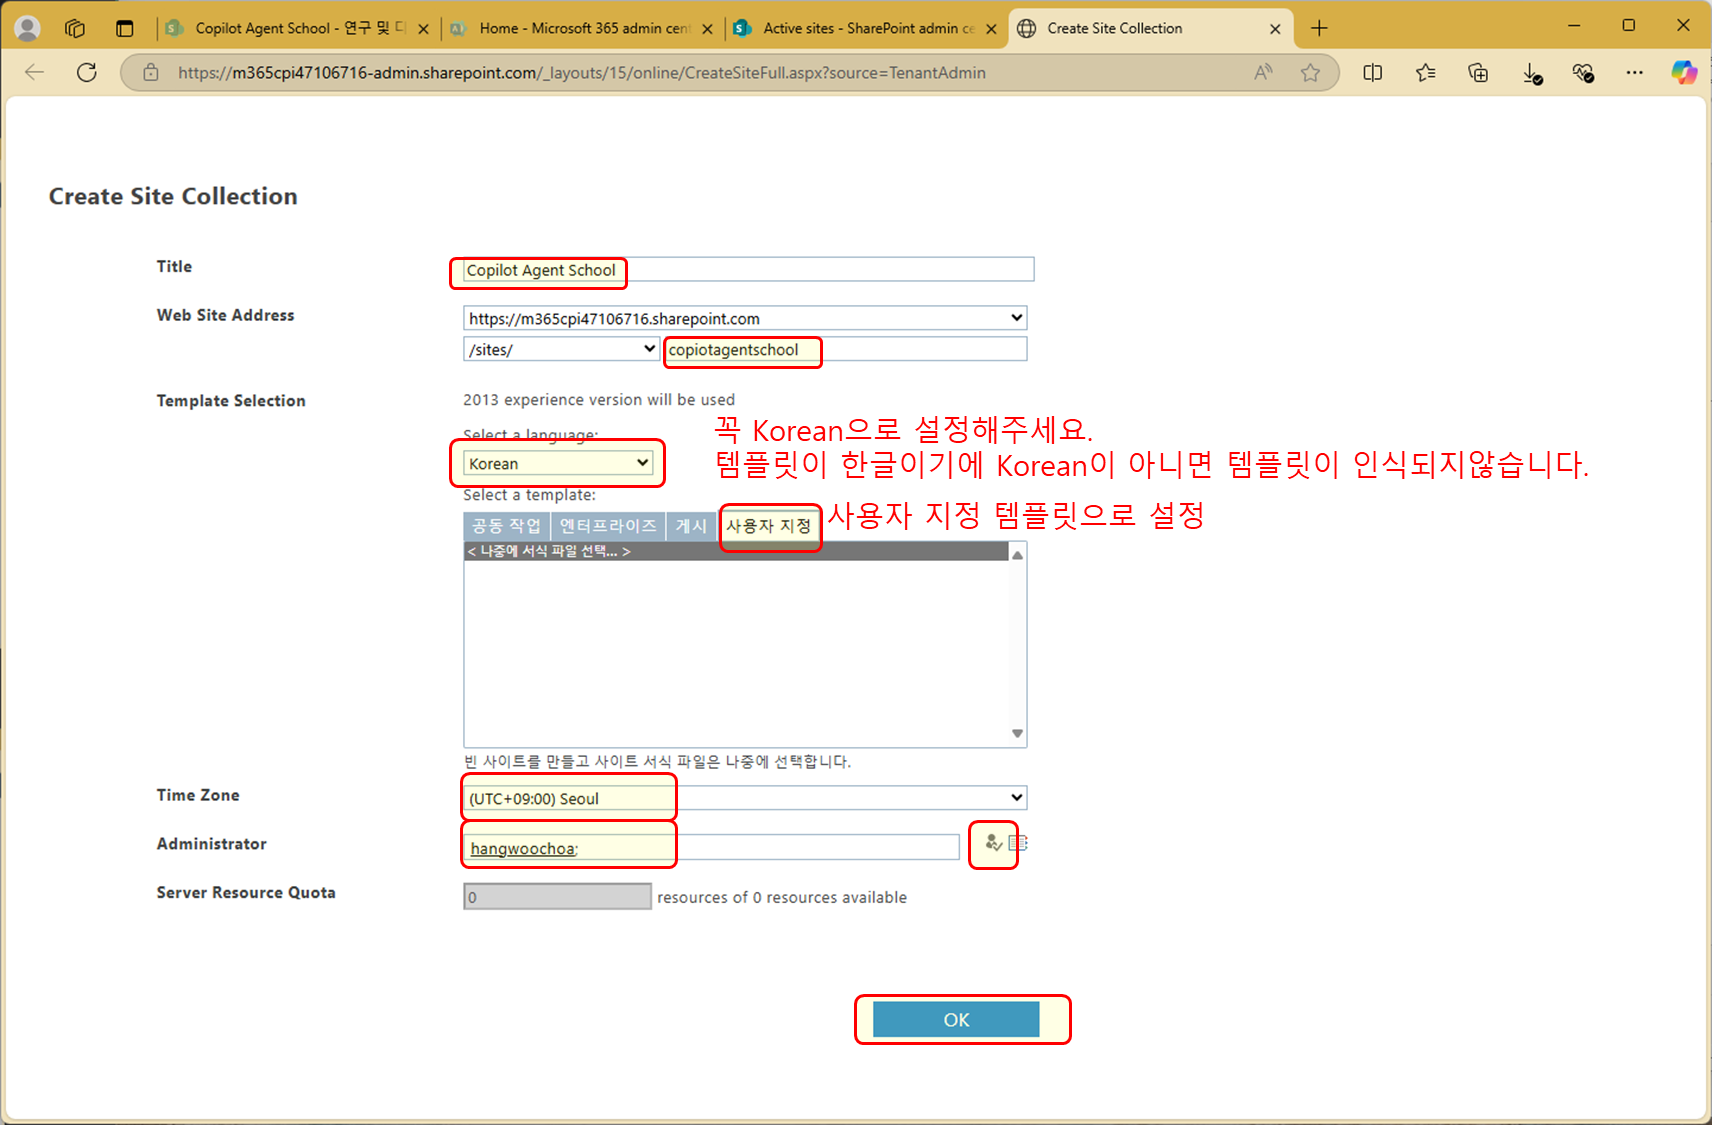 Copilot Agent School - 연구 및 디
Home - Microsoft 365 admin cent
Active sites - SharePoint admin ce
Create Site Collection
https://m365cpi47106716-admin.sharepoint.com/_layouts/15/online/CreateSiteFull.aspx?source=TenantAdmin
Create Site Collection
Title
Copilot Agent School
Web Site Address
https://m365cpi47106716.sharepoint.com
/sites/
copiotagentschool
Template Selection
2013 experience version will be used
꼭 Korean으로 설정해주세요.
Select a language:
Korean
템플릿이 한글이기에 Korean이 아니면 템플릿이 인식되지않습니다.
Select a template:
공동 작업 엔터프라이즈 게시 사용자 지정
사용자 지정 템플릿으로 설정
< 나중에 서식 파일 선택... >
빈 사이트를 만들고 사이트 서식 파일은 나중에 선택합니다.
Time Zone
(UTC+09:00) Seoul
Administrator
hangwoochoa;
Server Resource Quota
0 resources of 0 resources available
OK